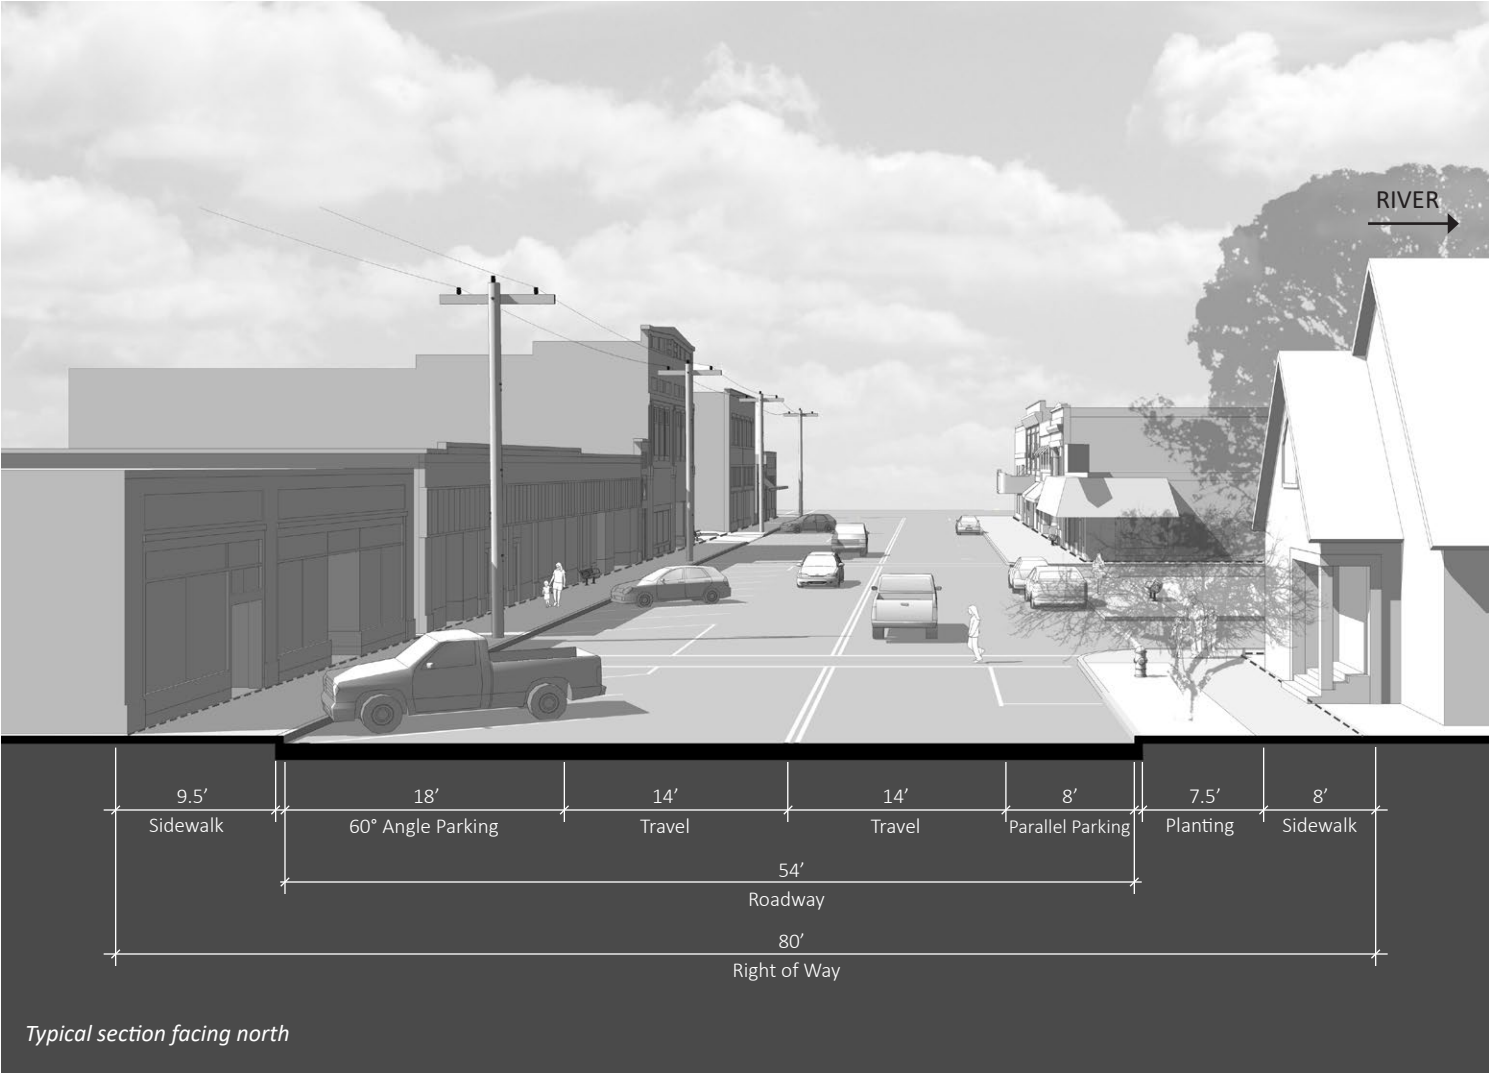 RIVER
9.5’ 18’ 14’ 14’ 8’ 7.5’ 8’
Sidewalk 60° Angle Parking Travel Travel Parallel Parking Planting Sidewalk
54’
Roadway
80’
Right of Way
Typical section facing north